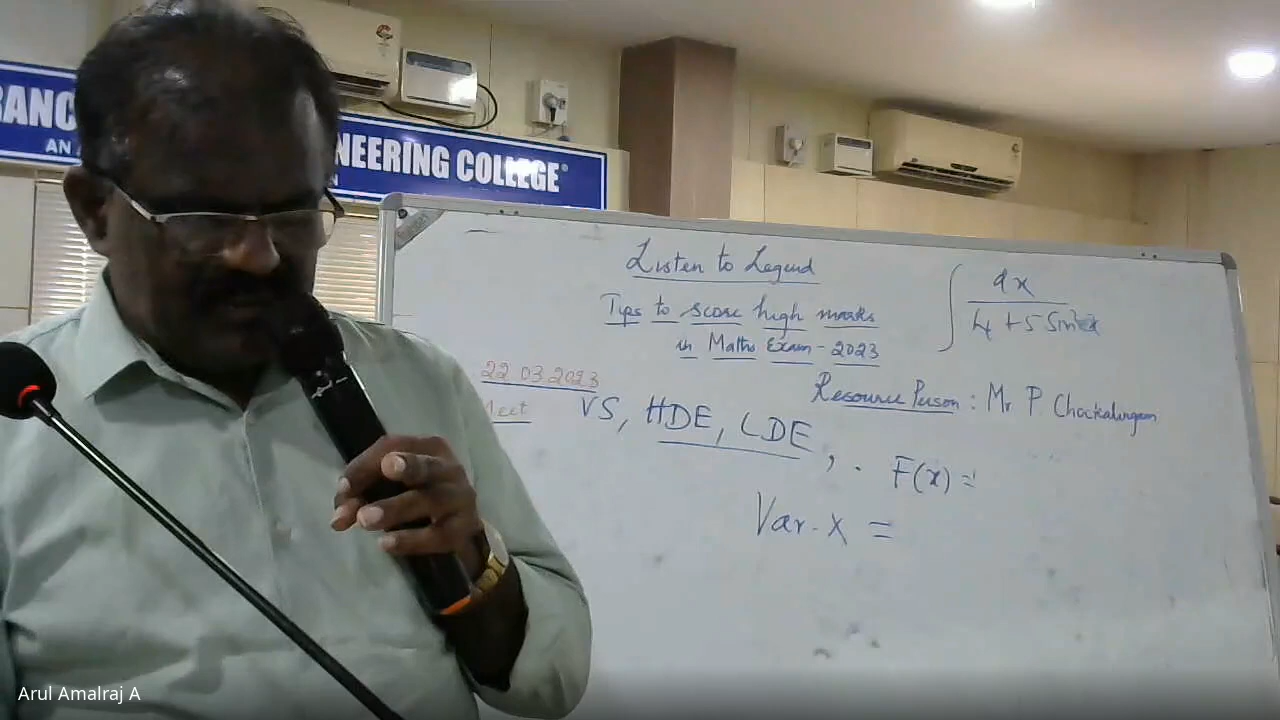 RANC NEERING COLLEGE
AN
Listen to Legend
Tips to score high marks
in Maths Exam - 2023
dx
4 + 5 Sin²x
22 03 2023
Meet
VS, HDE, LDE,
Resource Person : Mr P Chockalingam
F(x) =
Var - X =
Arul Amalraj A